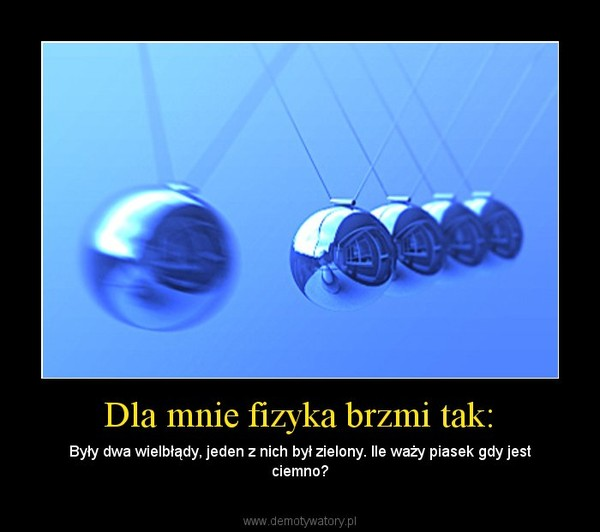 Dla mnie fizyka brzmi tak:
Były dwa wielbłądy, jeden z nich był zielony. Ile waży piasek gdy jest
ciemno?
www.demotywatory.pl